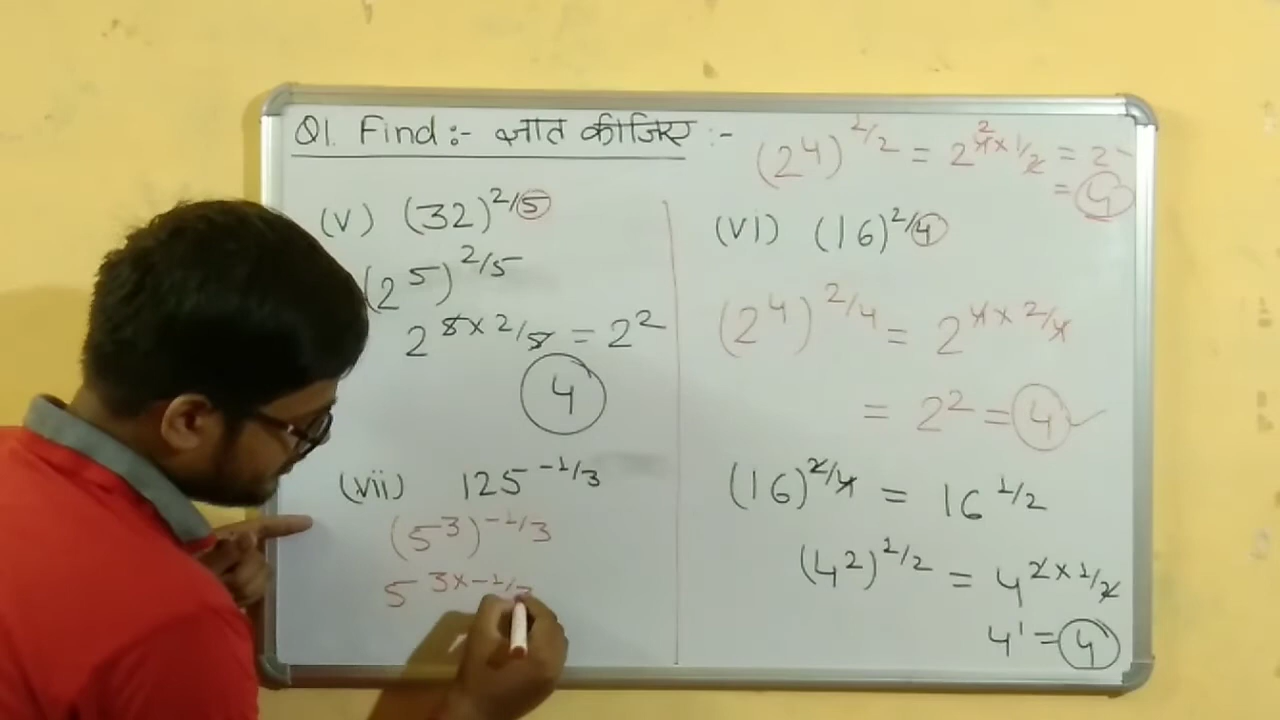 Q1. Find:- ज्ञात कीजिए :-
(2^4)^1/2 = 2^4×1/2 = 2^2
= 4
(v) (32)^2/5
(2^5)^2/5
2^5×2/5 = 2^2
4
(vii) 125^-1/3
(5^3)^-1/3
5^3×-1/3
(vi) (16)^2/4
(2^4)^2/4 = 2^4×2/4
= 2^2 = 4 ✓
(16)^2/4 = 16^1/2
(4^2)^1/2 = 4^2×1/2
4^1 = 4